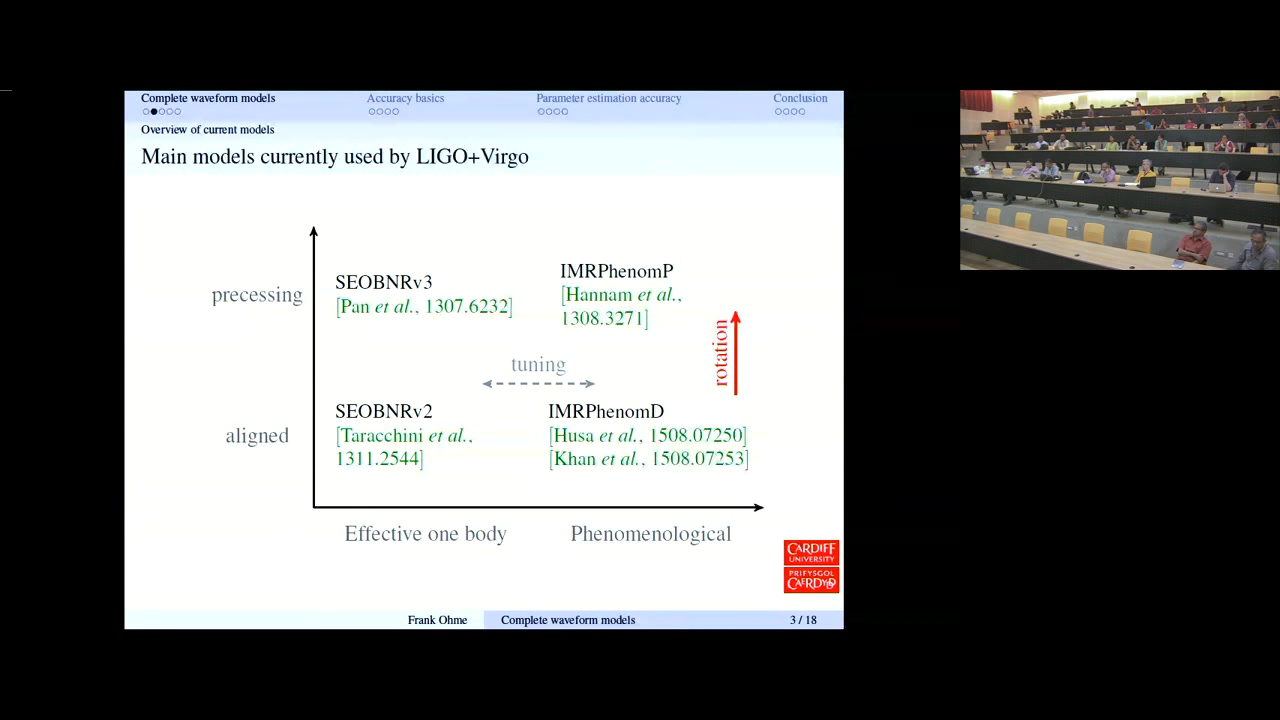 Complete waveform models Accuracy basics Parameter estimation accuracy Conclusion
Overview of current models
Main models currently used by LIGO+Virgo
precessing
SEOBNRv3
[Pan et al., 1307.6232]
IMRPhenomP
[Hannam et al.,
1308.3271]
rotation
tuning
aligned
SEOBNRv2
[Taracchini et al.,
1311.2544]
IMRPhenomD
[Husa et al., 1508.07250]
[Khan et al., 1508.07253]
Effective one body Phenomenological
CARDIFF
UNIVERSITY
PRIFYSGOL
CAERDYDD
Frank Ohme Complete waveform models 3 / 18